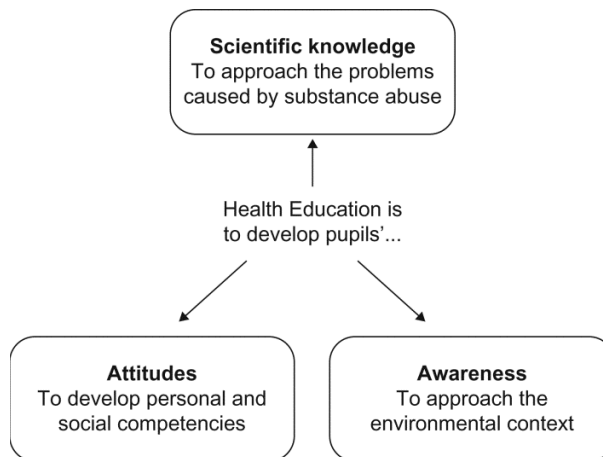 Scientific knowledge
To approach the problems
caused by substance abuse
Health Education is
to develop pupils'...
Attitudes
To develop personal and
social competencies
Awareness
To approach the
environmental context